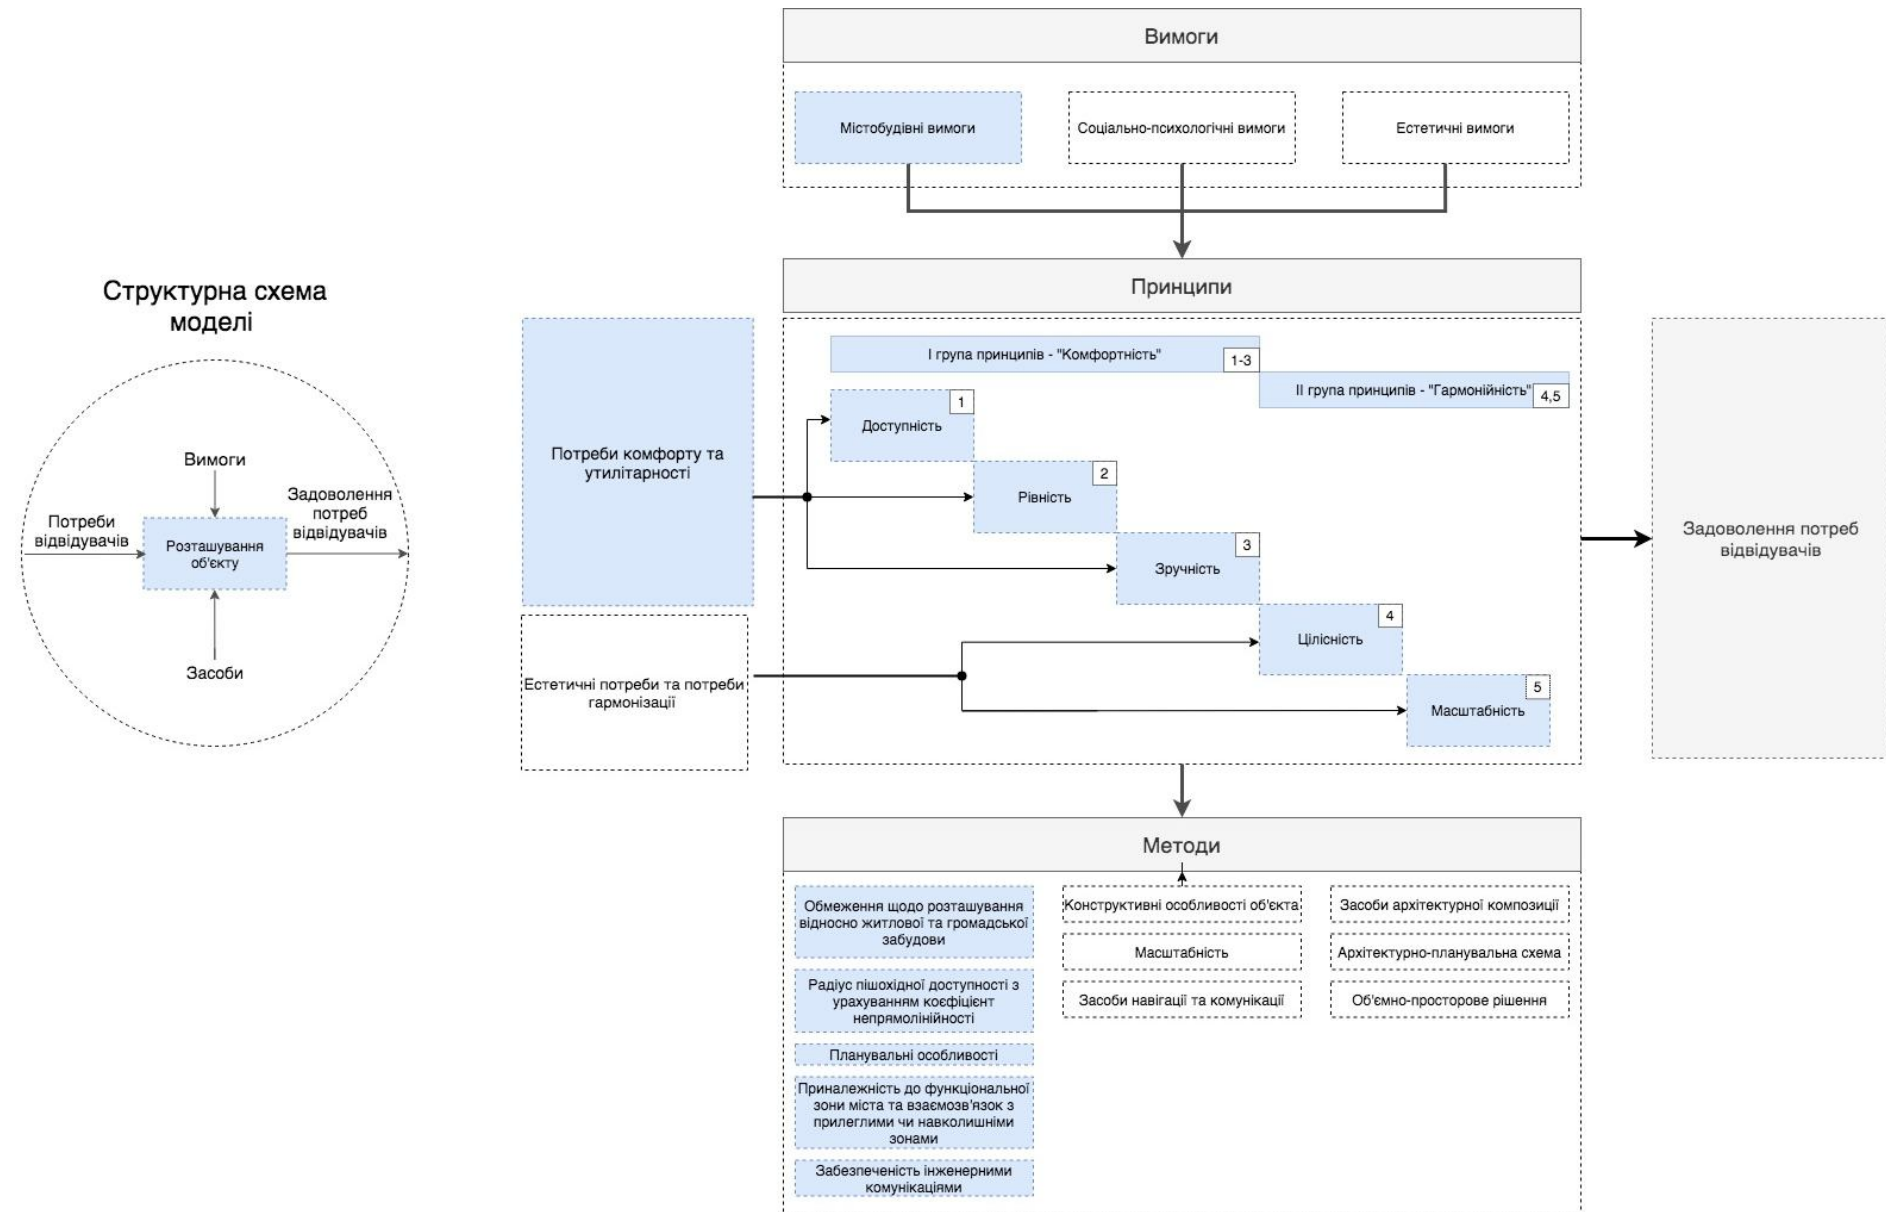 Вимоги
Містобудівні вимоги
Соціально-психологічні вимоги
Естетичні вимоги
Структурна схема
моделі
Вимоги
Потреби
відвідувачів
Розташування
об'єкту
Задоволення
потреб
відвідувачів
Засоби
Принципи
Потреби комфорту та
утилітарності
Естетичні потреби та потреби
гармонізації
I група принципів - "Комфортність"
1-3
II група принципів - "Гармонійність"
4,5
1
Доступність
2
Рівність
3
Зручність
4
Цілісність
5
Масштабність
Задоволення потреб
відвідувачів
Методи
Обмеження щодо розташування
відносно житлової та громадської
забудови
Радіус пішохідної доступності з
урахуванням коефіцієнт
непрямолінійності
Планувальні особливості
Приналежність до функціональної
зони міста та взаємозв'язок з
прилеглими чи навколишніми
зонами
Забезпеченість інженерними
комунікаціями
Конструктивні особливості об'єкта
Масштабність
Засоби навігації та комунікації
Засоби архітектурної композиції
Архітектурно-планувальна схема
Об'ємно-просторове рішення